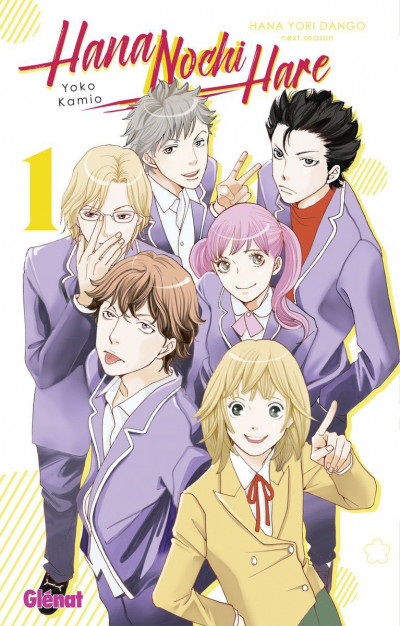 HANA YORI DANGO
next season
Hana Nochi Hare
Yoko
Kamio
1
Glénat